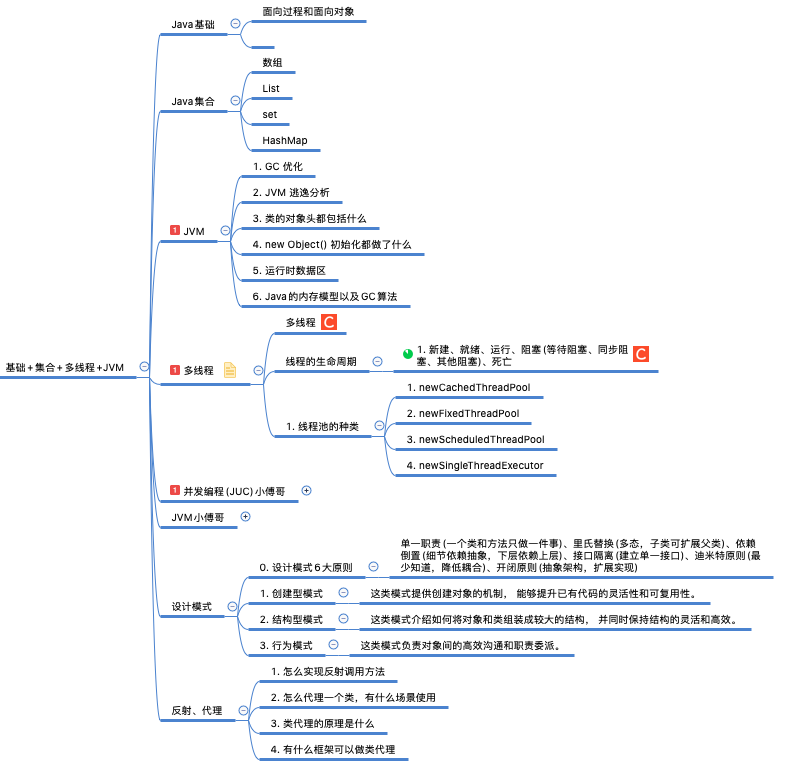 基础+集合+多线程+JVM
Java基础
面向过程和面向对象
Java集合
数组
List
set
HashMap
1 JVM
1. GC 优化
2. JVM 逃逸分析
3. 类的对象头都包括什么
4. new Object() 初始化都做了什么
5. 运行时数据区
6. Java的内存模型以及GC算法
1 多线程
多线程 C
线程的生命周期
1. 新建、就绪、运行、阻塞(等待阻塞、同步阻
塞、其他阻塞)、死亡 C
1. 线程池的种类
1. newCachedThreadPool
2. newFixedThreadPool
3. newScheduledThreadPool
4. newSingleThreadExecutor
1 并发编程(JUC)小傅哥
JVM小傅哥
设计模式
0. 设计模式6大原则
单一职责(一个类和方法只做一件事)、里氏替换(多态，子类可扩展父类)、依赖
倒置(细节依赖抽象，下层依赖上层)、接口隔离(建立单一接口)、迪米特原则(最
少知道，降低耦合)、开闭原则(抽象架构，扩展实现)
1. 创建型模式
这类模式提供创建对象的机制， 能够提升已有代码的灵活性和可复用性。
2. 结构型模式
这类模式介绍如何将对象和类组装成较大的结构， 并同时保持结构的灵活和高效。
3. 行为模式
这类模式负责对象间的高效沟通和职责委派。
反射、代理
1. 怎么实现反射调用方法
2. 怎么代理一个类，有什么场景使用
3. 类代理的原理是什么
4. 有什么框架可以做类代理